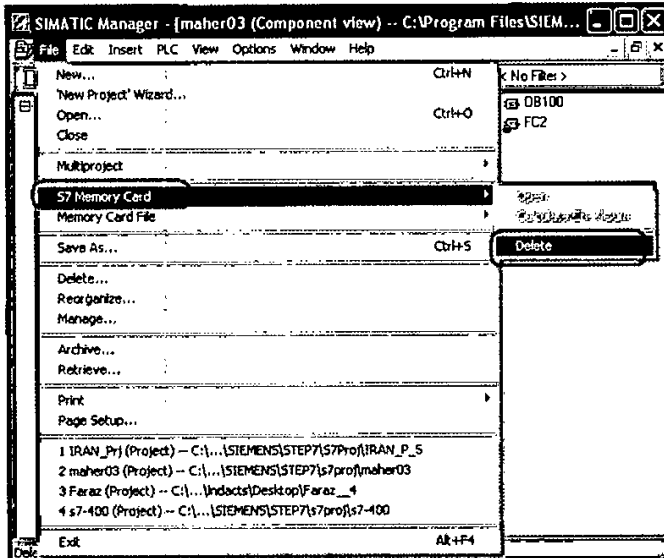 SIMATIC Manager - [maher03 (Component view) -- C:\Program Files\SIEM...
File Edit Insert PLC View Options Window Help
New... Ctrl+N
< No Filter >
'New Project' Wizard...
Open... Ctrl+O
Close
OB100
FC2
Multiproject
S7 Memory Card
Memory Card File
Delete
Save As... Ctrl+S
Delete...
Reorganize...
Manage...
Archive...
Retrieve...
Print
Page Setup...
1 IRAN_Prj (Project) -- C:\...\SIEMENS\STEP7\S7Proj\IRAN_P_S
2 maher03 (Project) -- C:\...\SIEMENS\STEP7\s7proj\maher03
3 Faraz (Project) -- C:\...\Indacts\Desktop\Faraz__4
4 s7-400 (Project) -- C:\...\SIEMENS\STEP7\s7proj\s7-400
Exit Alt+F4